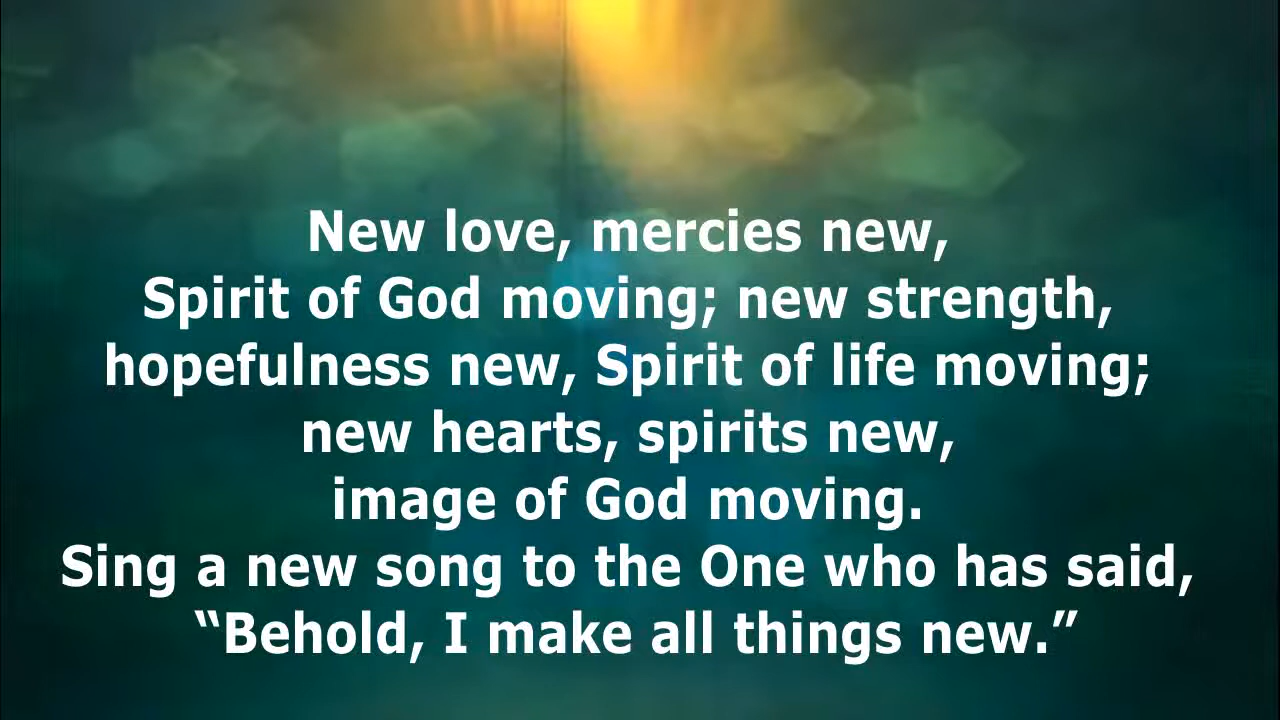 New love, mercies new,
Spirit of God moving; new strength,
hopefulness new, Spirit of life moving;
new hearts, spirits new,
image of God moving.
Sing a new song to the One who has said,
“Behold, I make all things new.”